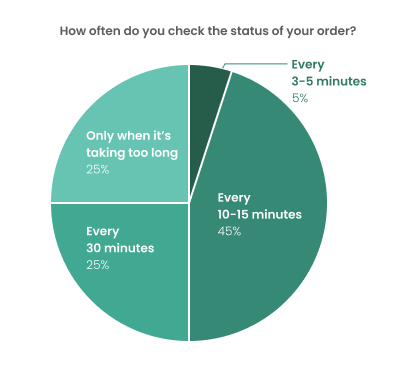 How often do you check the status of your order?
Every
3-5 minutes
5%
Only when it's
taking too long
25%
Every
10-15 minutes
45%
Every
30 minutes
25%